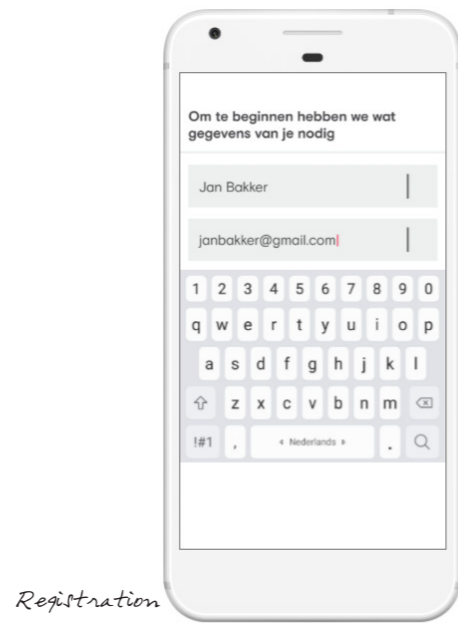 Om te beginnen hebben we wat
gegevens van je nodig
Jan Bakker
janbakker@gmail.com
1 2 3 4 5 6 7 8 9 0
q w e r t y u i o p
a s d f g h j k l
z x c v b n m
!#1 , Nederlands .
Registration